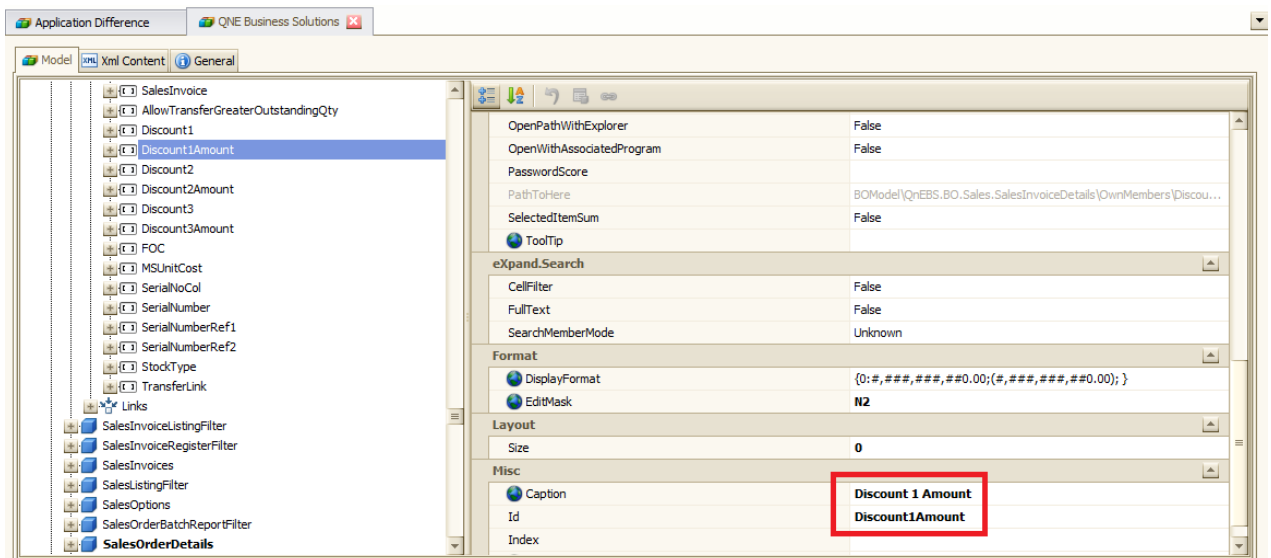 Application Difference
QNE Business Solutions
Model
Xml Content
General
SalesInvoice
AllowTransferGreaterOutstandingQty
Discount1
Discount1Amount
Discount2
Discount2Amount
Discount3
Discount3Amount
FOC
MSUnitCost
SerialNoCol
SerialNumber
SerialNumberRef1
SerialNumberRef2
StockType
TransferLink
Links
SalesInvoiceListingFilter
SalesInvoiceRegisterFilter
SalesInvoices
SalesListingFilter
SalesOptions
SalesOrderBatchReportFilter
SalesOrderDetails
OpenPathWithExplorer False
OpenWithAssociatedProgram False
PasswordScore
PathToHere BOModel\QnEBS.BO.Sales.SalesInvoiceDetails\OwnMembers\Discou...
SelectedItemSum False
ToolTip
eXpand.Search
CellFilter False
FullText False
SearchMemberMode Unknown
Format
DisplayFormat {0:#,###,###,##0.00;(#,###,###,##0.00); }
EditMask N2
Layout
Size 0
Misc
Caption Discount 1 Amount
Id Discount1Amount
Index